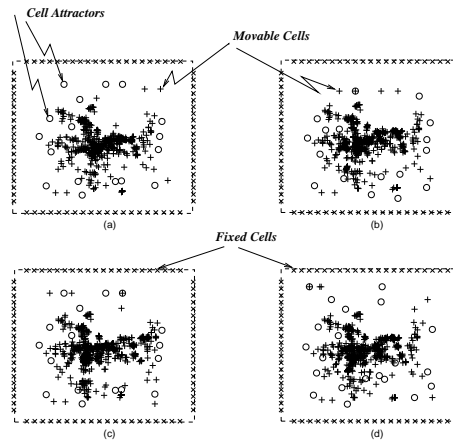 Cell Attractors
Movable Cells
(a)
(b)
Fixed Cells
(c)
(d)